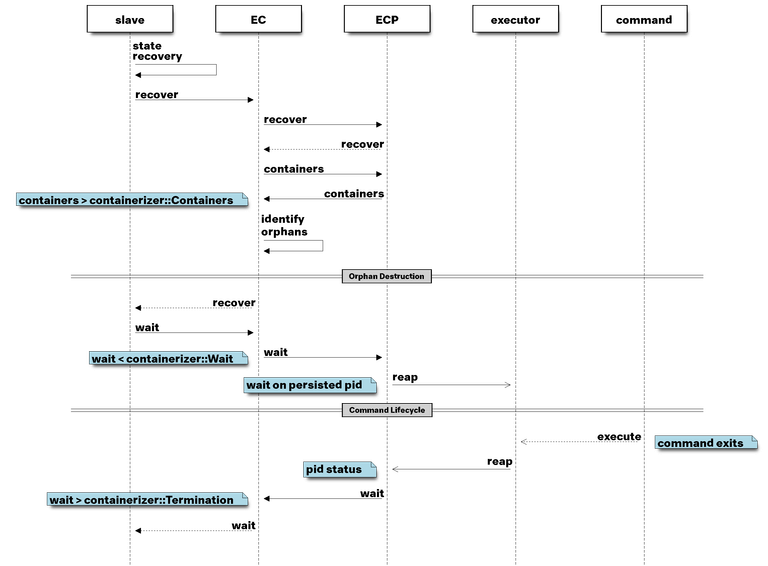 slave
EC
ECP
executor
command
state
recovery
recover
recover
recover
containers
containers
containers > containerizer::Containers
identify
orphans
Orphan Destruction
recover
wait
wait
wait < containerizer::Wait
reap
wait on persisted pid
Command Lifecycle
execute
command exits
reap
pid status
wait
wait > containerizer::Termination
wait